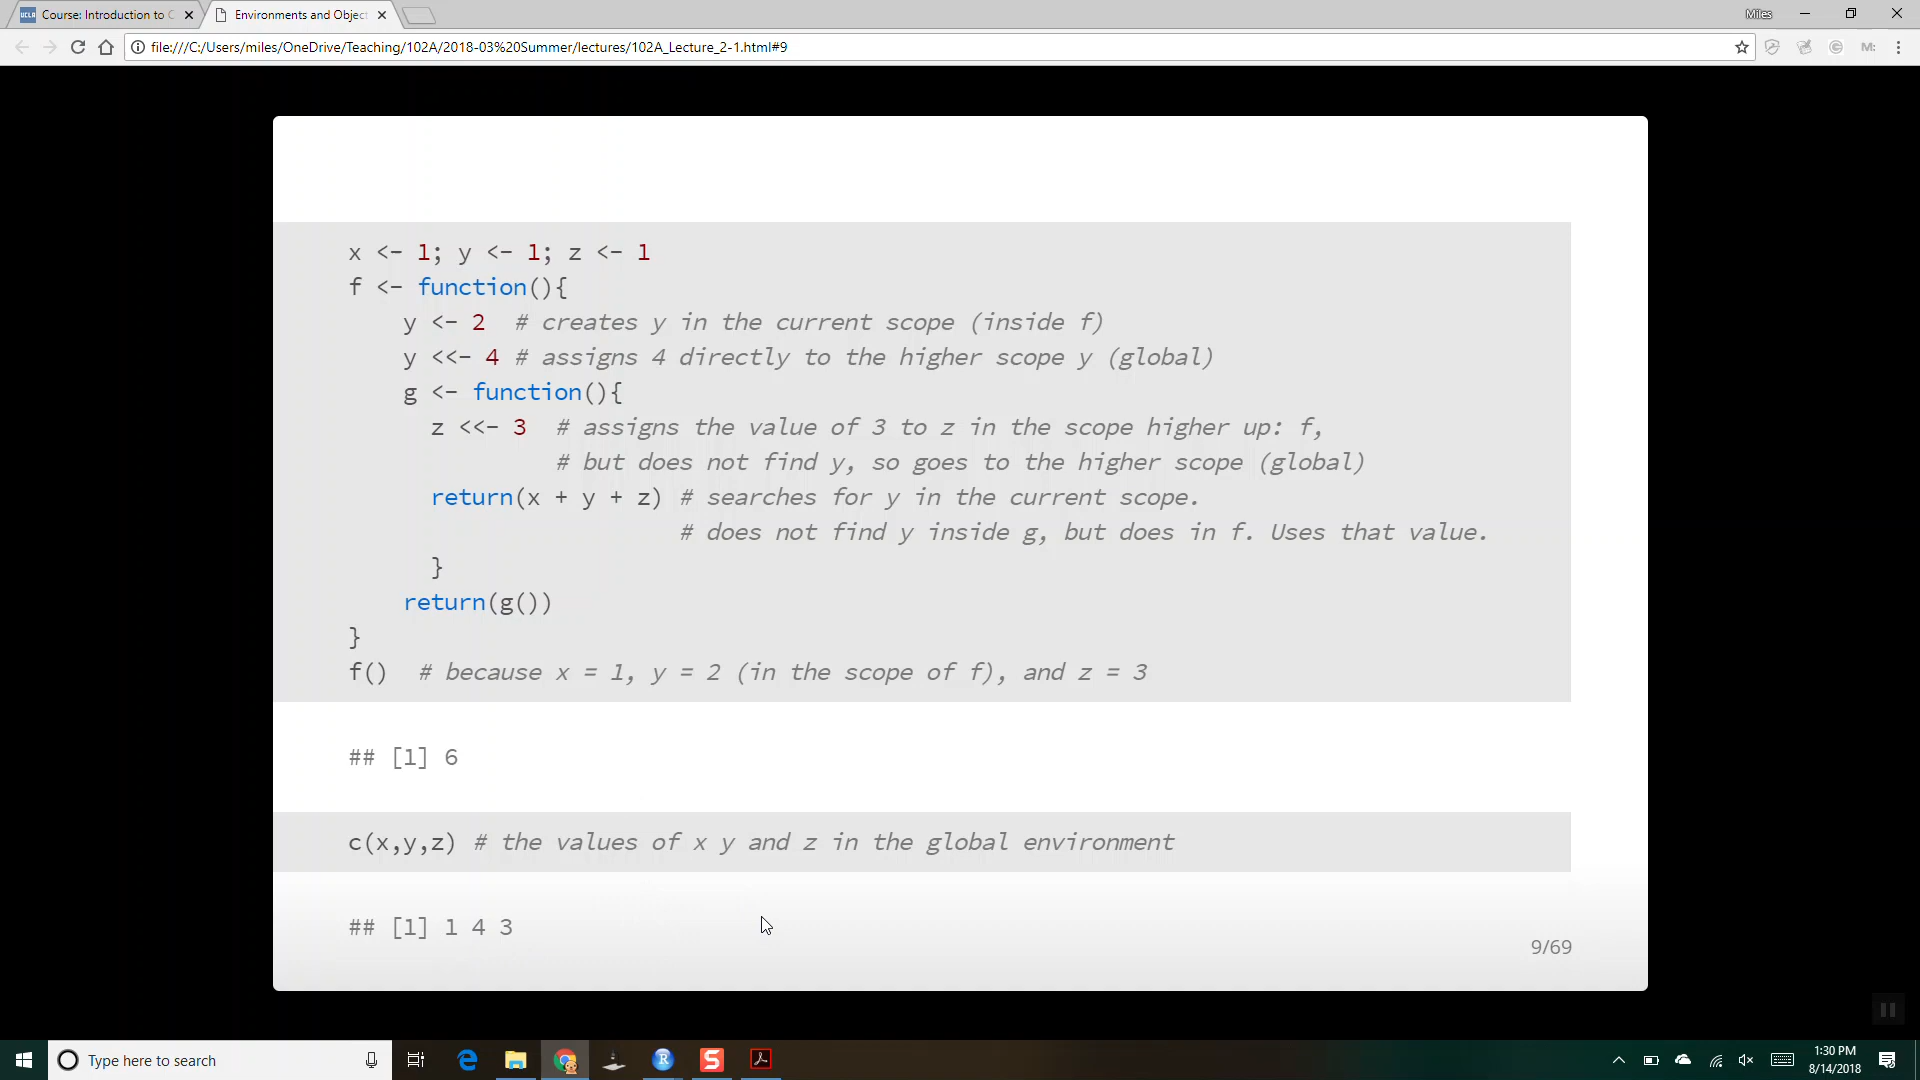 Course: Introduction to C
Environments and Object
Miles
file:///C:/Users/miles/OneDrive/Teaching/102A/2018-03%20Summer/lectures/102A_Lecture_2-1.html#9
x <- 1; y <- 1; z <- 1
f <- function(){
y <- 2  # creates y in the current scope (inside f)
y <<- 4 # assigns 4 directly to the higher scope y (global)
g <- function(){
z <<- 3  # assigns the value of 3 to z in the scope higher up: f,
# but does not find y, so goes to the higher scope (global)
return(x + y + z) # searches for y in the current scope.
# does not find y inside g, but does in f. Uses that value.
}
return(g())
}
f()  # because x = 1, y = 2 (in the scope of f), and z = 3
## [1] 6
c(x,y,z) # the values of x y and z in the global environment
## [1] 1 4 3
9/69
Type here to search
1:30 PM
8/14/2018